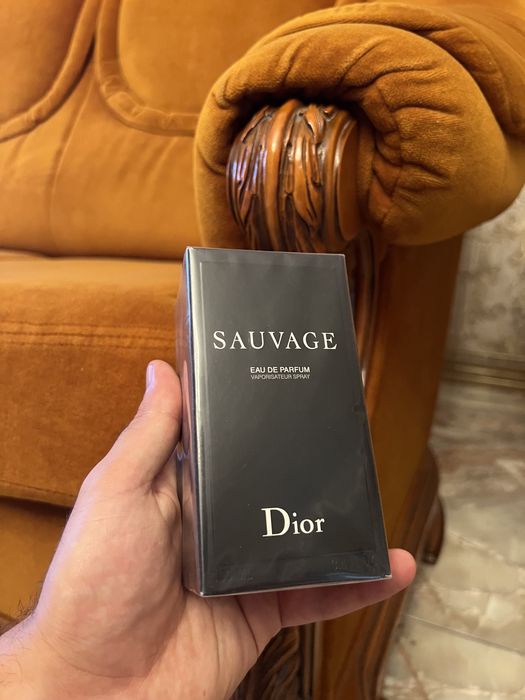 SAUVAGE
EAU DE PARFUM
VAPORISATEUR SPRAY
Dior